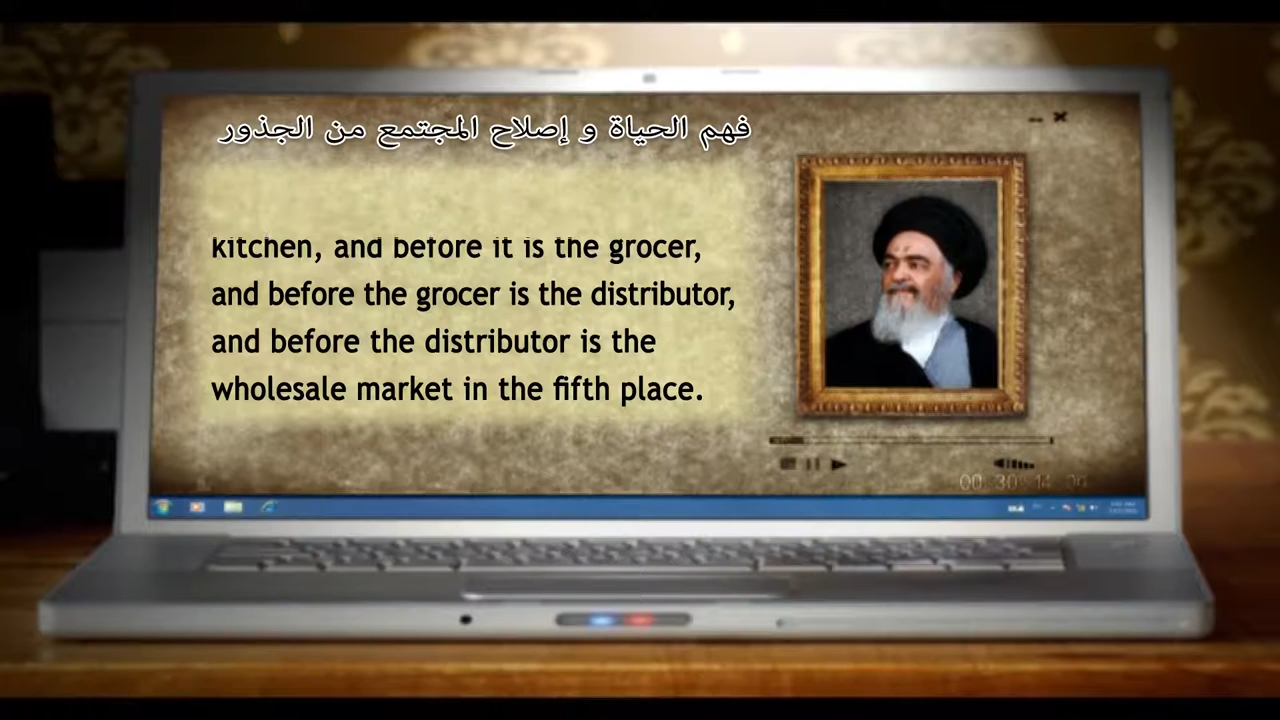 فهم الحياة و إصلاح المجتمع من الجذور
kitchen, and before it is the grocer,
and before the grocer is the distributor,
and before the distributor is the
wholesale market in the fifth place.